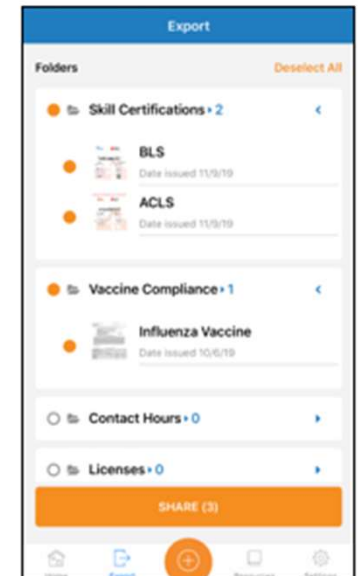 Export
Folders Deselect All
Skill Certifications 2
BLS
Date issued 11/9/19
ACLS
Date issued 11/9/19
Vaccine Compliance 1
Influenza Vaccine
Date issued 10/6/19
Contact Hours 0
Licenses 0
SHARE (3)
Home Export Resources Settings